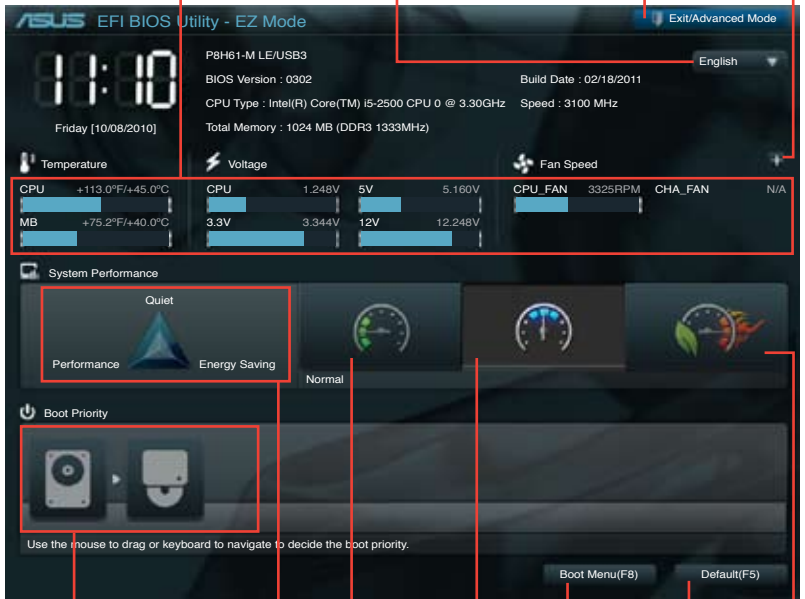 ASUS EFI BIOS Utility - EZ Mode
Exit/Advanced Mode
11:10
Friday [10/08/2010]
P8H61-M LE/USB3
English
BIOS Version : 0302
Build Date : 02/18/2011
CPU Type : Intel(R) Core(TM) i5-2500 CPU 0 @ 3.30GHz
Speed : 3100 MHz
Total Memory : 1024 MB (DDR3 1333MHz)
Temperature
Voltage
Fan Speed
CPU +113.0ºF/+45.0ºC
CPU 1.248V
5V 5.160V
CPU_FAN 3325RPM
CHA_FAN N/A
MB +75.2ºF/+40.0ºC
3.3V 3.344V
12V 12.248V
System Performance
Quiet
Performance
Energy Saving
Normal
Boot Priority
Use the mouse to drag or keyboard to navigate to decide the boot priority.
Boot Menu(F8)
Default(F5)